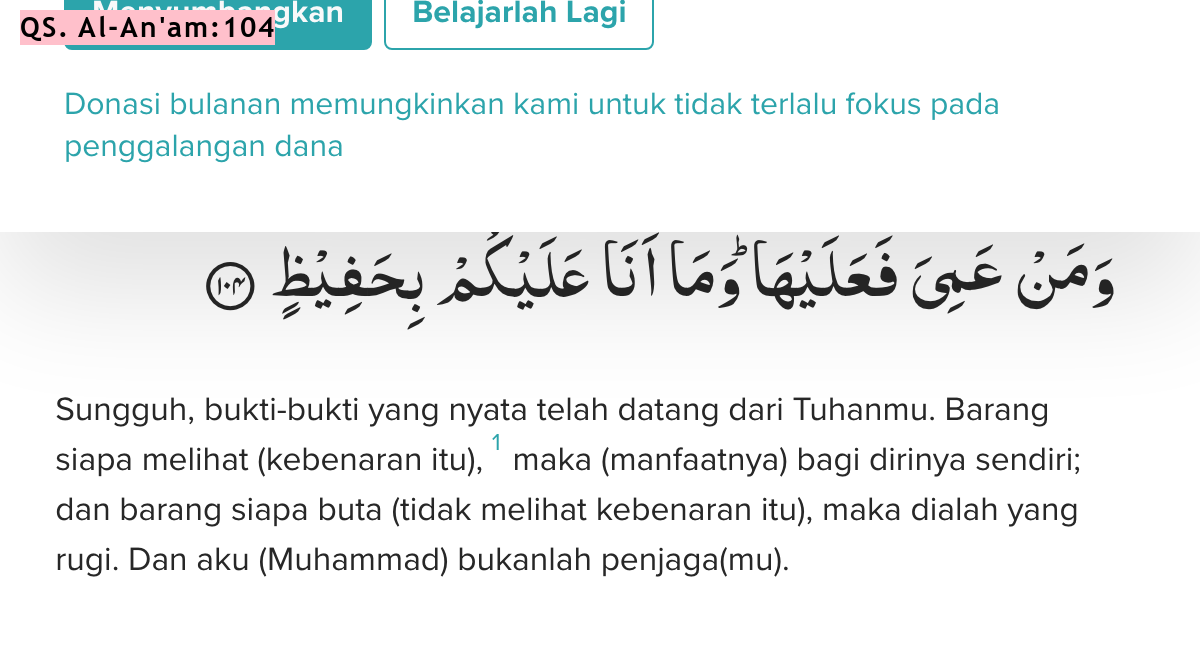 Menyumbangkan
Belajarlah Lagi
QS. Al-An'am:104
Donasi bulanan memungkinkan kami untuk tidak terlalu fokus pada
penggalangan dana
وَمَنْ عَمِيَ فَعَلَيْهَاۗ وَمَآ اَنَا۠ عَلَيْكُمْ بِحَفِيْظٍ ١٠٤
Sungguh, bukti-bukti yang nyata telah datang dari Tuhanmu. Barang
siapa melihat (kebenaran itu), 1 maka (manfaatnya) bagi dirinya sendiri;
dan barang siapa buta (tidak melihat kebenaran itu), maka dialah yang
rugi. Dan aku (Muhammad) bukanlah penjaga(mu).